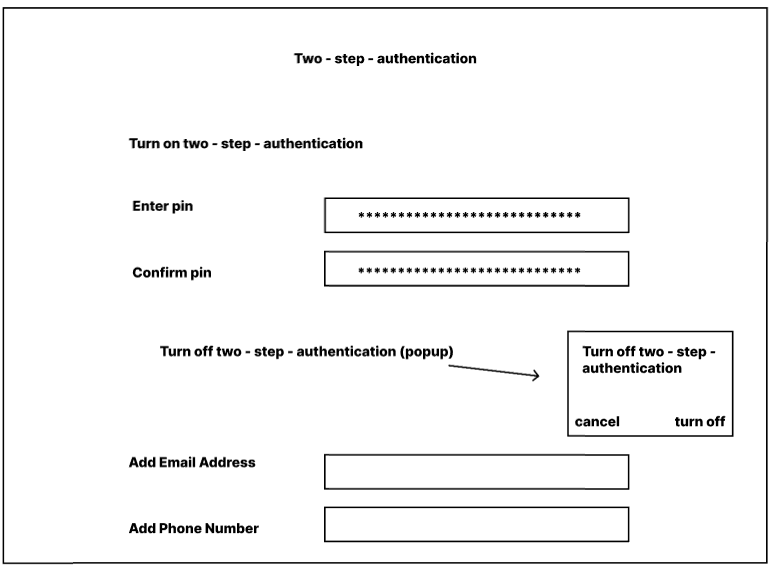 Two - step - authentication
Turn on two - step - authentication
Enter pin
****************************
Confirm pin
****************************
Turn off two - step - authentication (popup)
Turn off two - step -
authentication
cancel turn off
Add Email Address
Add Phone Number